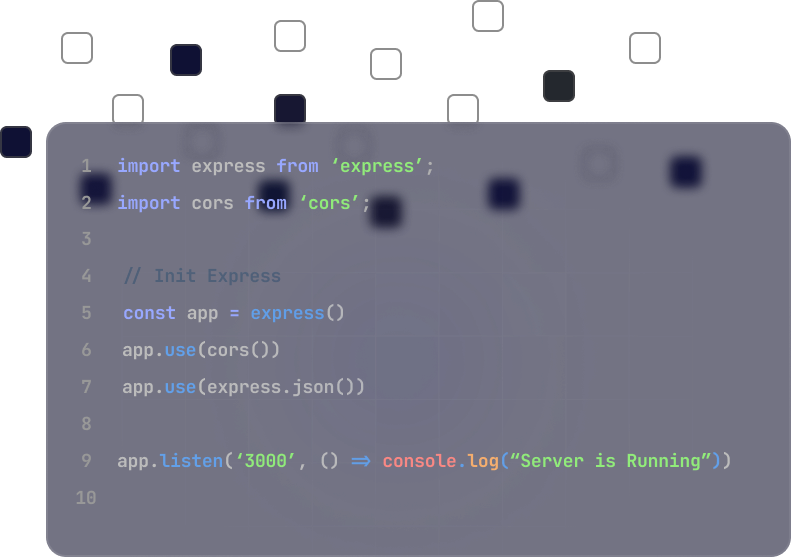 1 import express from ‘express’;
2 import cors from ‘cors’;
3
4 // Init Express
5 const app = express()
6 app.use(cors())
7 app.use(express.json())
8
9 app.listen(‘3000’, () => console.log(”Server is Running”))
10